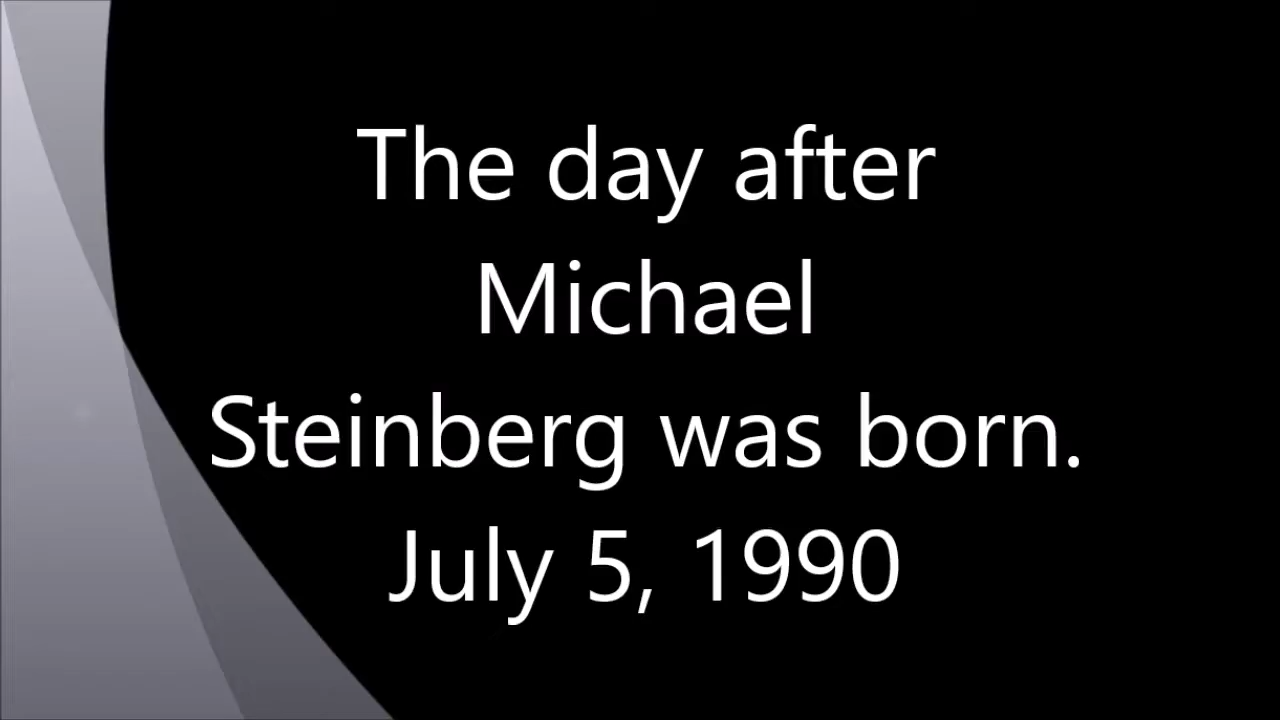 The day after
Michael
Steinberg was born.
July 5, 1990